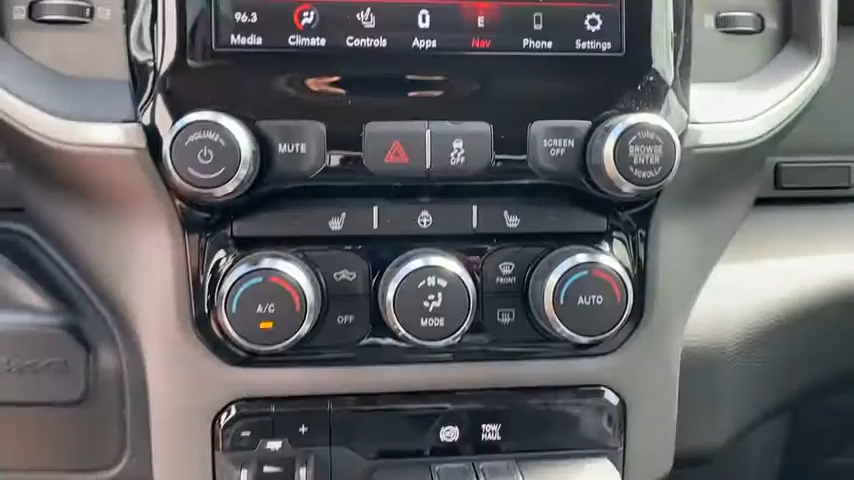 96.3 E
Media Climate Controls Apps Nav Phone Settings
VOLUME MUTE OFF SCREEN OFF TUNE BROWSE ENTER SCROLL
A/C OFF MODE FRONT AUTO
- + TOW/HAUL